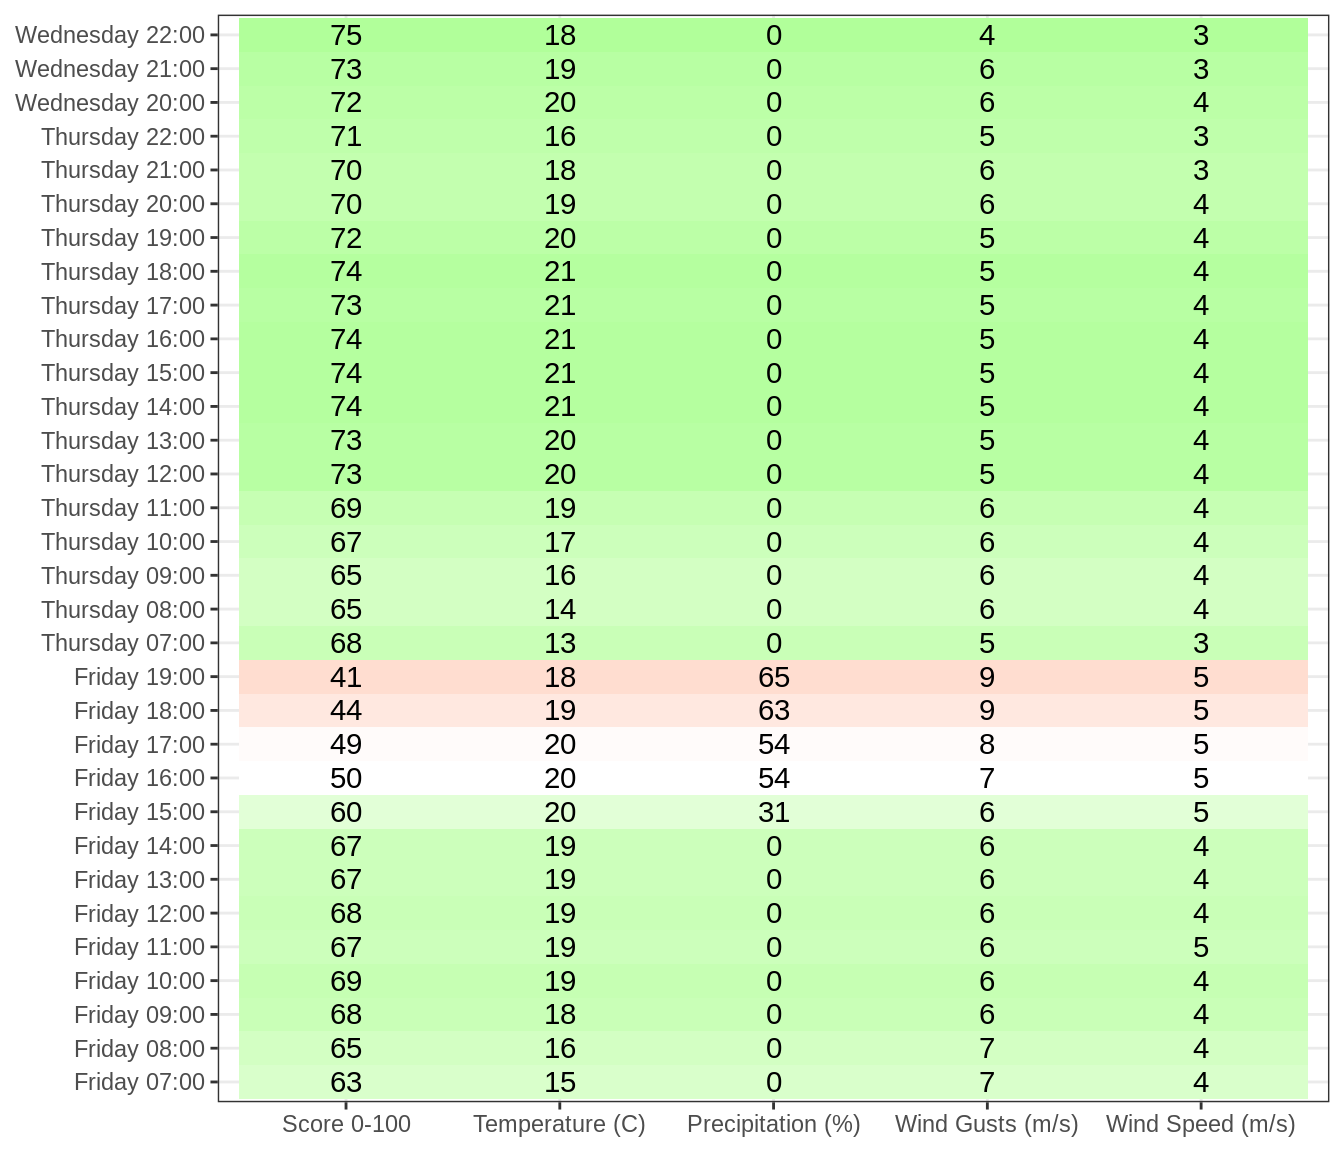 Wednesday 22:00 75 18 0 4 3
Wednesday 21:00 73 19 0 6 3
Wednesday 20:00 72 20 0 6 4
Thursday 22:00 71 16 0 5 3
Thursday 21:00 70 18 0 6 3
Thursday 20:00 70 19 0 6 4
Thursday 19:00 72 20 0 5 4
Thursday 18:00 74 21 0 5 4
Thursday 17:00 73 21 0 5 4
Thursday 16:00 74 21 0 5 4
Thursday 15:00 74 21 0 5 4
Thursday 14:00 74 21 0 5 4
Thursday 13:00 73 20 0 5 4
Thursday 12:00 73 20 0 5 4
Thursday 11:00 69 19 0 6 4
Thursday 10:00 67 17 0 6 4
Thursday 09:00 65 16 0 6 4
Thursday 08:00 65 14 0 6 4
Thursday 07:00 68 13 0 5 3
Friday 19:00 41 18 65 9 5
Friday 18:00 44 19 63 9 5
Friday 17:00 49 20 54 8 5
Friday 16:00 50 20 54 7 5
Friday 15:00 60 20 31 6 5
Friday 14:00 67 19 0 6 4
Friday 13:00 67 19 0 6 4
Friday 12:00 68 19 0 6 4
Friday 11:00 67 19 0 6 5
Friday 10:00 69 19 0 6 4
Friday 09:00 68 18 0 6 4
Friday 08:00 65 16 0 7 4
Friday 07:00 63 15 0 7 4
Score 0-100 Temperature (C) Precipitation (%) Wind Gusts (m/s) Wind Speed (m/s)